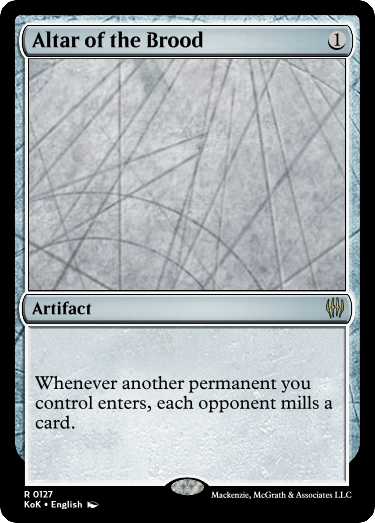 Altar of the Brood 1
Artifact
Whenever another permanent you
control enters, each opponent mills a
card.
R 0127
KoK • English
Mackenzie, McGrath & Associates LLC